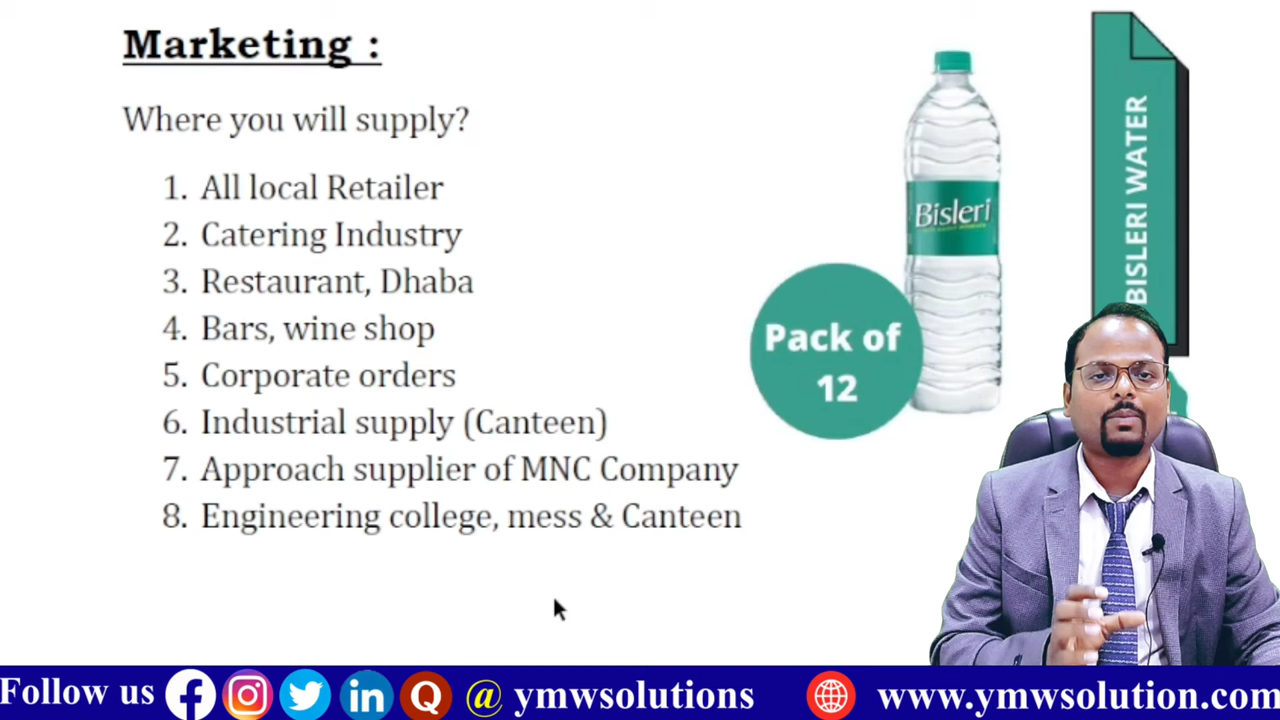 Marketing :
Where you will supply?
1. All local Retailer
2. Catering Industry
3. Restaurant, Dhaba
4. Bars, wine shop
5. Corporate orders
6. Industrial supply (Canteen)
7. Approach supplier of MNC Company
8. Engineering college, mess & Canteen
Bisleri
Pack of
12
BISLERI WATER
Follow us @ ymwsolutions www.ymwsolution.com